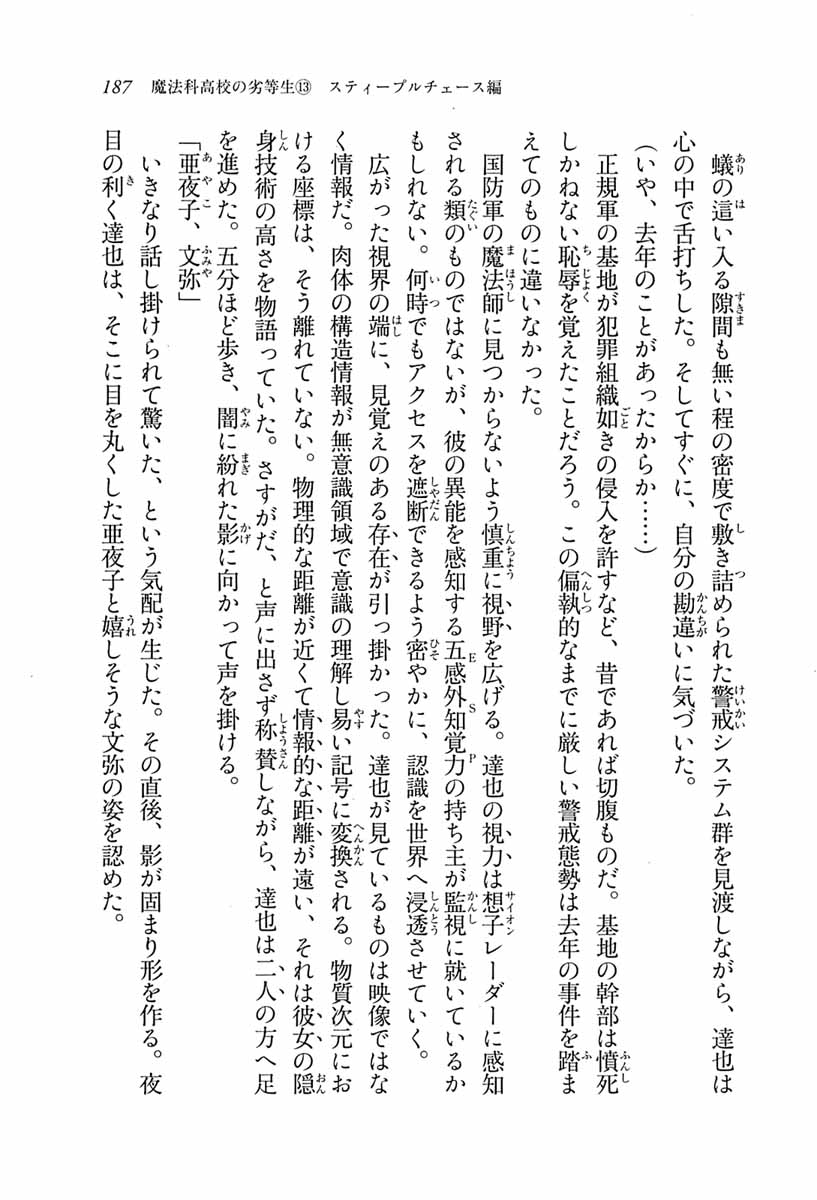 187　魔法科高校の劣等生⑬　スティープルチェース編
　蟻の這い入る隙間も無い程の密度で敷き詰められた警戒システム群を見渡しながら、達也は
心の中で舌打ちした。そしてすぐに、自分の勘違いに気づいた。
（いや、去年のことがあったからか……）
　正規軍の基地が犯罪組織如きの侵入を許すなど、昔であれば切腹ものだ。基地の幹部は憤死
しかねない恥辱を覚えたことだろう。この偏執的なまでに厳しい警戒態勢は去年の事件を踏ま
えてのものに違いなかった。
　国防軍の魔法師に見つからないよう慎重に視野を広げる。達也の視力は想子レーダーに感知
される類のものではないが、彼の異能を感知する五感外知覚力の持ち主が監視に就いているか
もしれない。何時でもアクセスを遮断できるよう密やかに、認識を世界へ浸透させていく。
　広がった視界の端に、見覚えのある存在が引っ掛かった。達也が見ているものは映像ではな
く情報だ。肉体の構造情報が無意識領域で意識の理解し易い記号に変換される。物質次元にお
ける座標は、そう離れていない。物理的な距離が近くて情報的な距離が遠い、それは彼女の隠
身技術の高さを物語っていた。さすがだ、と声に出さず称賛しながら、達也は二人の方へ足
を進めた。五分ほど歩き、闇に紛れた影に向かって声を掛ける。
「亜夜子、文弥」
　いきなり話し掛けられて驚いた、という気配が生じた。その直後、影が固まり形を作る。夜
目の利く達也は、そこに目を丸くした亜夜子と嬉しそうな文弥の姿を認めた。